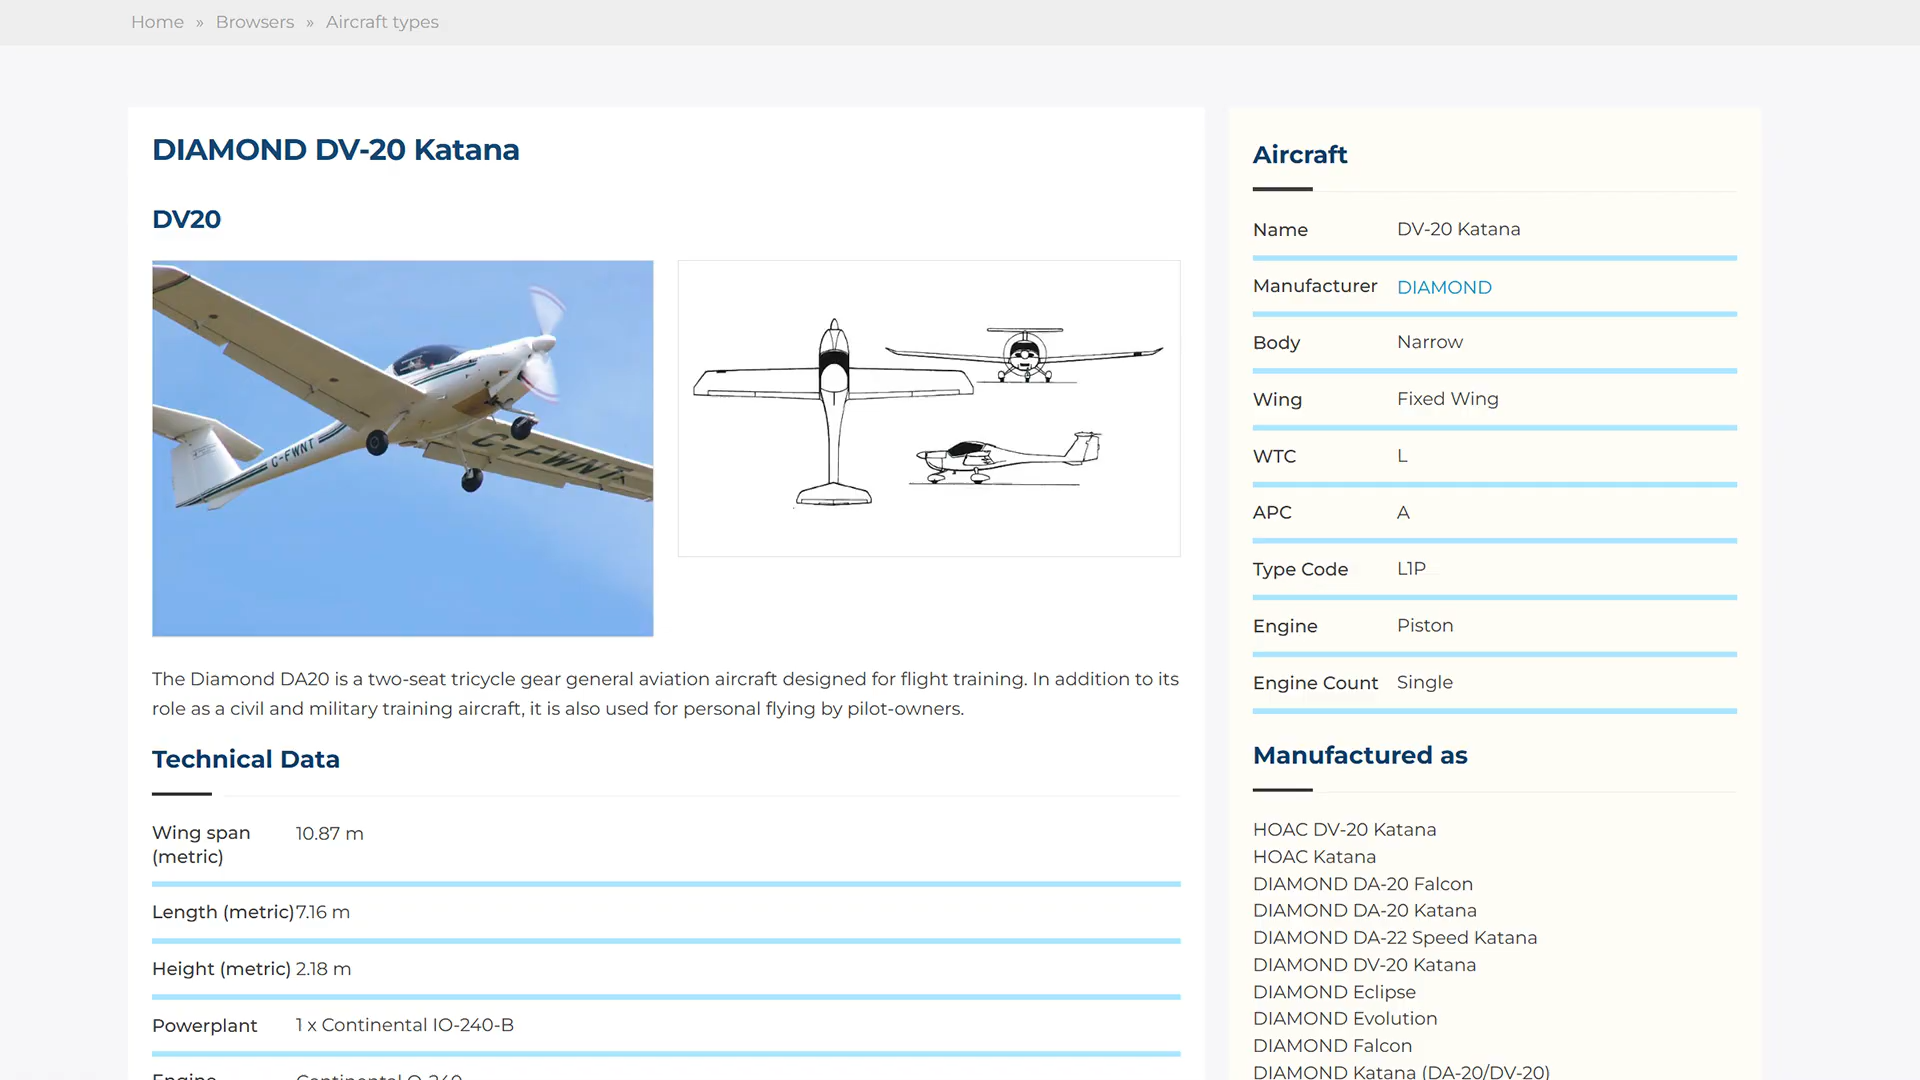 Home » Browsers » Aircraft types
DIAMOND DV-20 Katana
DV20
G-FWNT
G-FWNT
The Diamond DA20 is a two-seat tricycle gear general aviation aircraft designed for flight training. In addition to its
role as a civil and military training aircraft, it is also used for personal flying by pilot-owners.
Technical Data
Wing span
(metric)
10.87 m
Length (metric) 7.16 m
Height (metric) 2.18 m
Powerplant 1 x Continental IO-240-B
Engine Continental O-240
Aircraft
Name DV-20 Katana
Manufacturer DIAMOND
Body Narrow
Wing Fixed Wing
WTC L
APC A
Type Code L1P
Engine Piston
Engine Count Single
Manufactured as
HOAC DV-20 Katana
HOAC Katana
DIAMOND DA-20 Falcon
DIAMOND DA-20 Katana
DIAMOND DA-22 Speed Katana
DIAMOND DV-20 Katana
DIAMOND Eclipse
DIAMOND Evolution
DIAMOND Falcon
DIAMOND Katana (DA-20/DV-20)